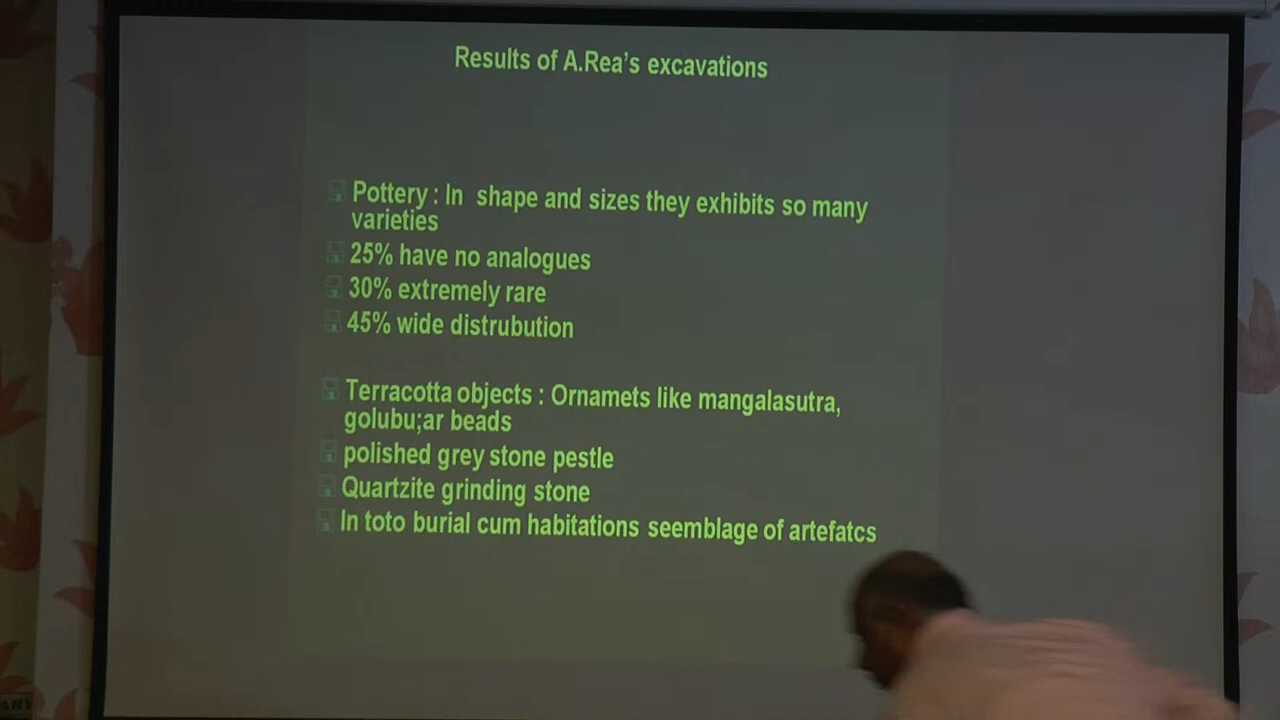 Results of A.Rea's excavations
Pottery : In shape and sizes they exhibits so many
varieties
25% have no analogues
30% extremely rare
45% wide distrubution
Terracotta objects : Ornamets like mangalasutra,
golubu;ar beads
polished grey stone pestle
Quartzite grinding stone
In toto burial cum habitations seemblage of artefatcs